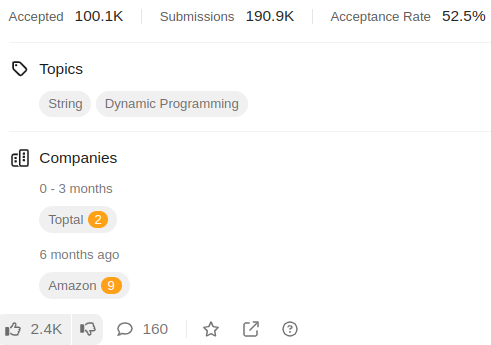 Accepted 100.1K Submissions 190.9K Acceptance Rate 52.5%
Topics
String Dynamic Programming
Companies
0 - 3 months
Toptal 2
6 months ago
Amazon 9
2.4K 160